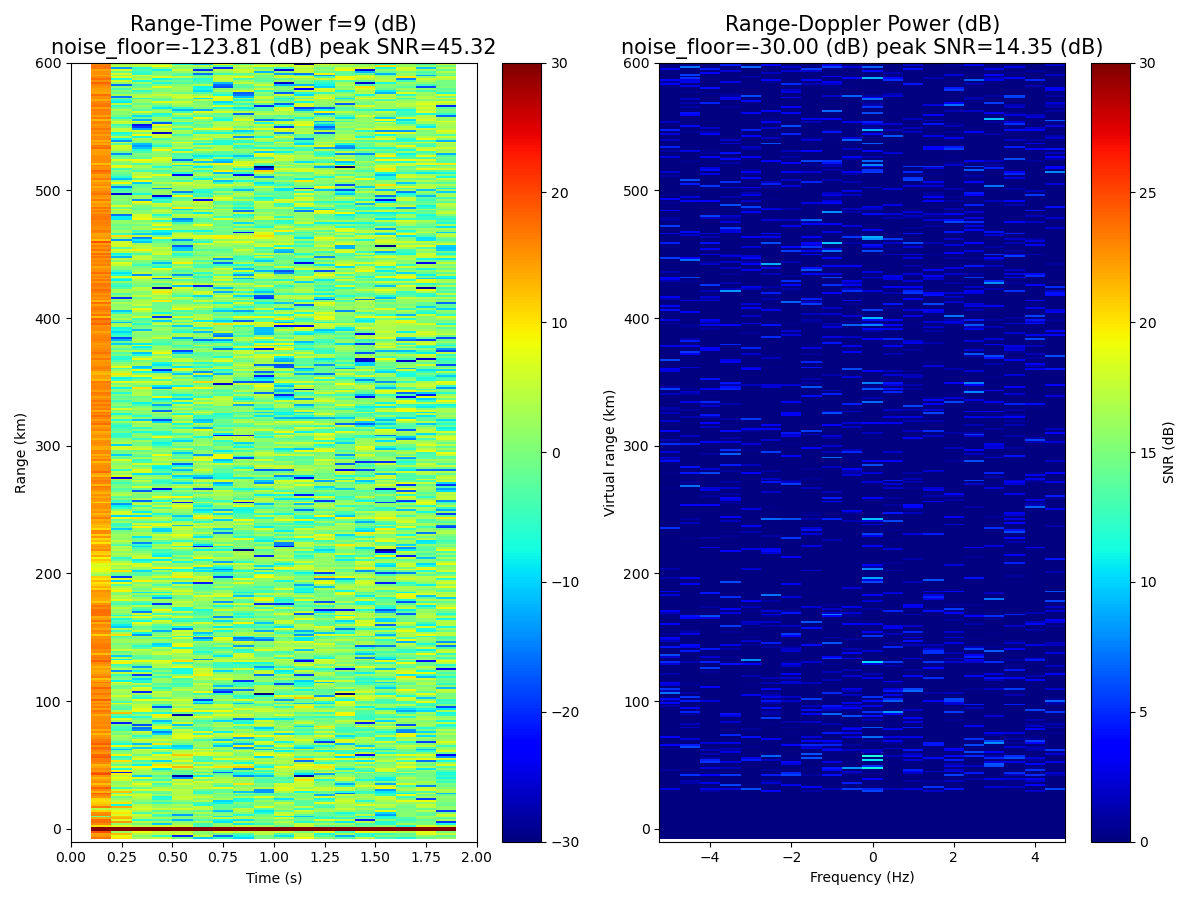 Range-Time Power f=9 (dB)
noise_floor=-123.81 (dB) peak SNR=45.32
600
500
400
300
200
100
0
Range (km)
0.00 0.25 0.50 0.75 1.00 1.25 1.50 1.75 2.00
Time (s)
30
20
10
0
−10
−20
−30
Range-Doppler Power (dB)
noise_floor=-30.00 (dB) peak SNR=14.35 (dB)
600
500
400
300
200
100
0
Virtual range (km)
−4 −2 0 2 4
Frequency (Hz)
30
25
20
15
10
5
0
SNR (dB)